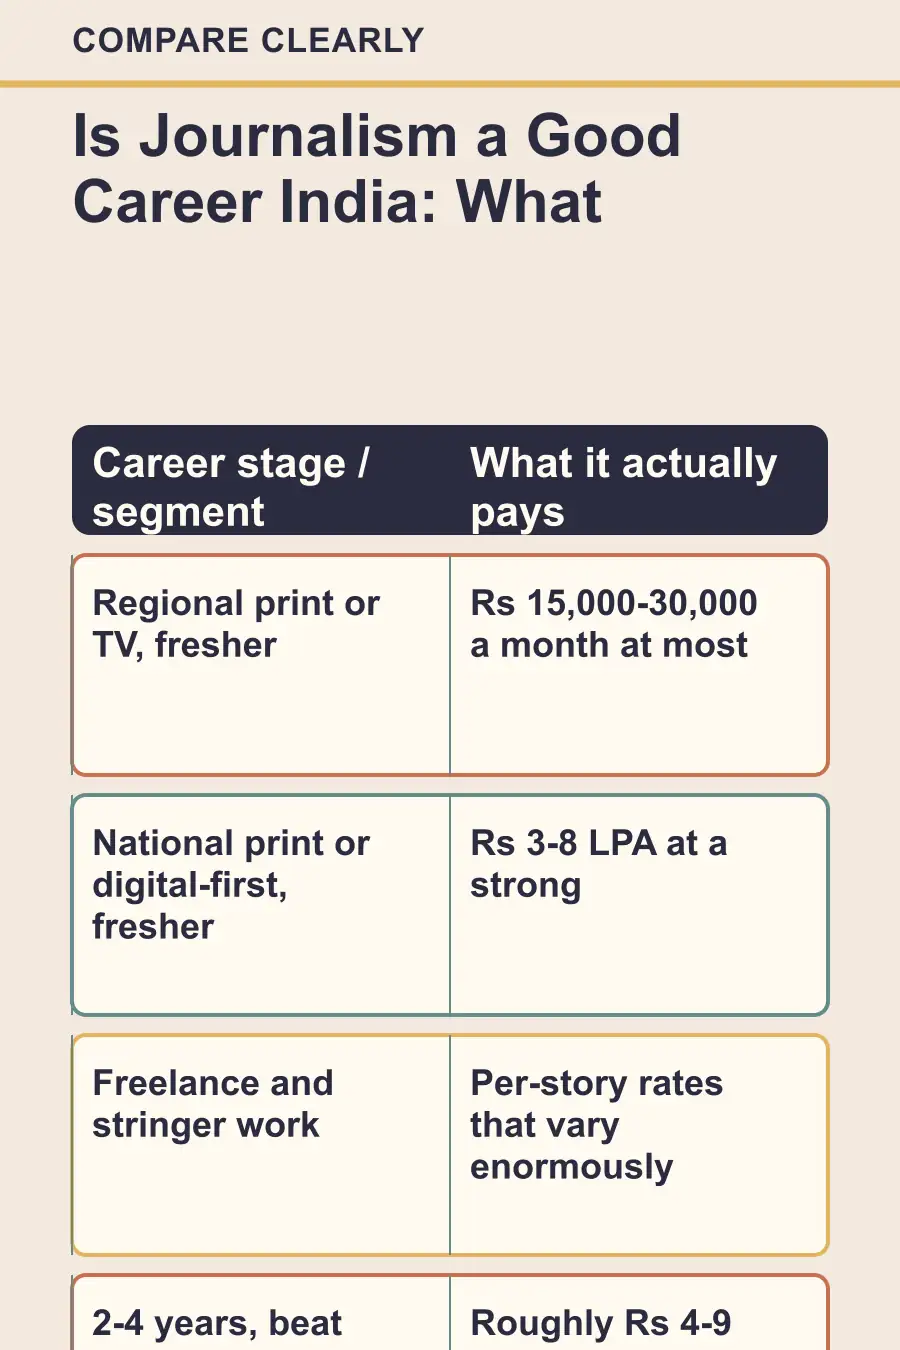 COMPARE CLEARLY
Is Journalism a Good
Career India: What
Career stage /
segment
What it actually
pays
Regional print or
TV, fresher
Rs 15,000-30,000
a month at most
National print or
digital-first,
fresher
Rs 3-8 LPA at a
strong
Freelance and
stringer work
Per-story rates
that vary
enormously
2-4 years, beat
Roughly Rs 4-9